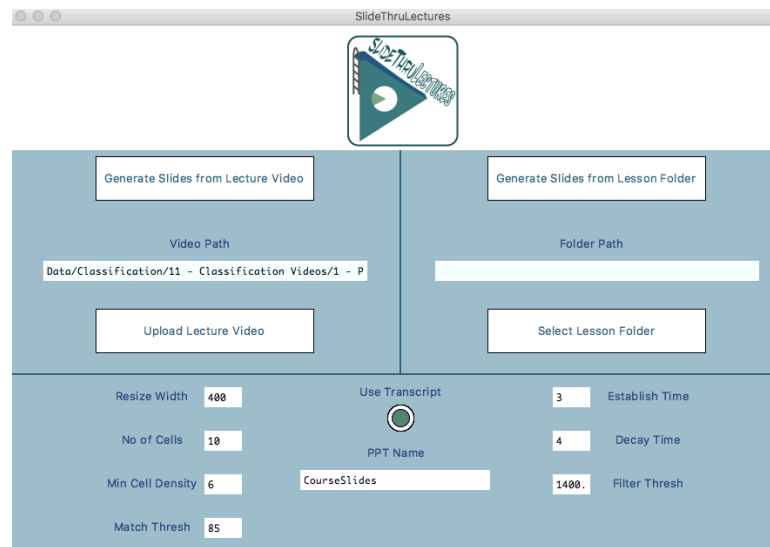 SlideThruLectures
SLIDETHRULECTURES
Generate Slides from Lecture Video
Generate Slides from Lesson Folder
Video Path
Folder Path
Data/Classification/11 - Classification Videos/1 - P
Upload Lecture Video
Select Lesson Folder
Resize Width 400
Use Transcript
3 Establish Time
No of Cells 10
4 Decay Time
PPT Name
Min Cell Density 6
CourseSlides
1400. Filter Thresh
Match Thresh 85